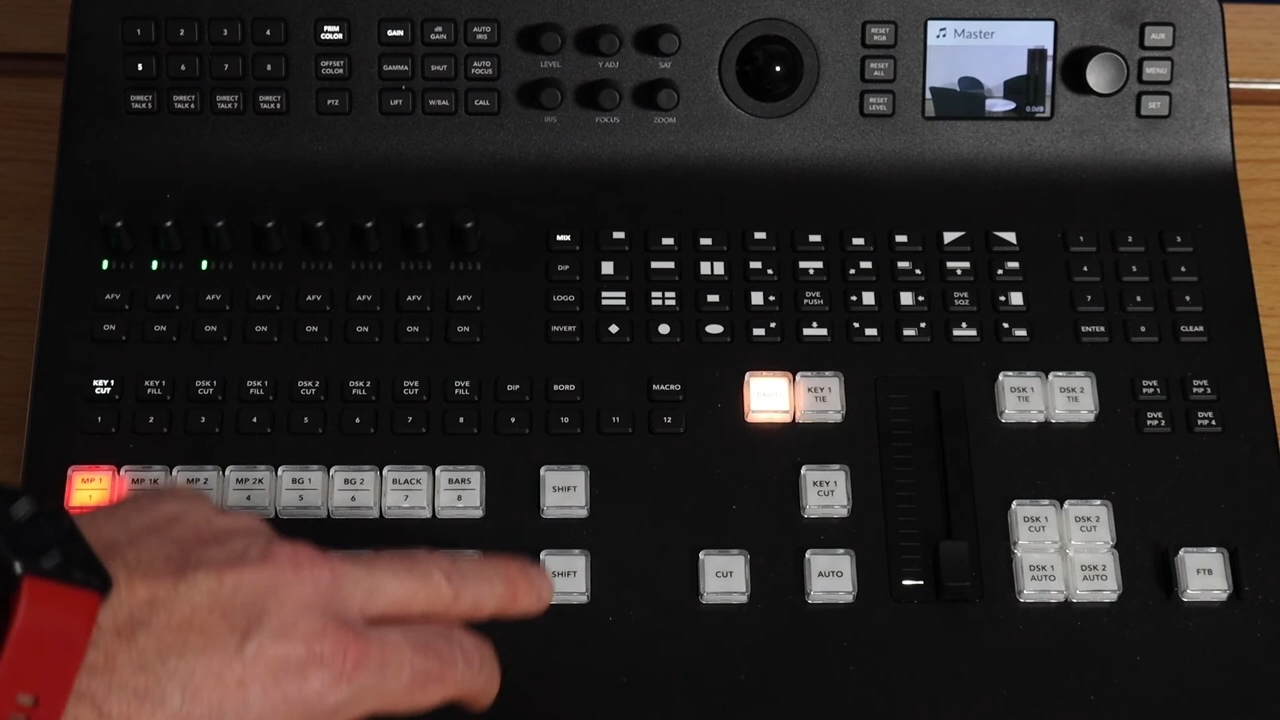 1 2 3 4 PRIM COLOR GAIN dB GAIN AUTO IRIS
LEVEL Y ADJ SAT
RESET RGB
Master
AUX
5 6 7 8 OFFSET COLOR GAMMA SHUT AUTO FOCUS
RESET ALL
MENU
DIRECT TALK 5 DIRECT TALK 6 DIRECT TALK 7 DIRECT TALK 8 PTZ LIFT W/BAL CALL
IRIS FOCUS ZOOM
RESET LEVEL
0.0dB
SET
MIX
1 2 3
DIP
4 5 6
AFV AFV AFV AFV AFV AFV AFV AFV
LOGO DVE PUSH DVE SQZ
7 8 9
ON ON ON ON ON ON ON ON
INVERT
ENTER 0 CLEAR
KEY 1 CUT KEY 1 FILL DSK 1 CUT DSK 1 FILL DSK 2 CUT DSK 2 FILL DVE CUT DVE FILL DIP BORD MACRO
KEY 1 TIE
DSK 1 TIE DSK 2 TIE
DVE PIP 1 DVE PIP 3
1 2 3 4 5 6 7 8 9 10 11 12
DVE PIP 2 DVE PIP 4
MP 1 MP 1K MP 2 MP 2K BG 1 BG 2 BLACK BARS
1 4 5 6 7 8
SHIFT
KEY 1 CUT
DSK 1 CUT DSK 2 CUT
SHIFT
CUT
AUTO
DSK 1 AUTO DSK 2 AUTO
FTB